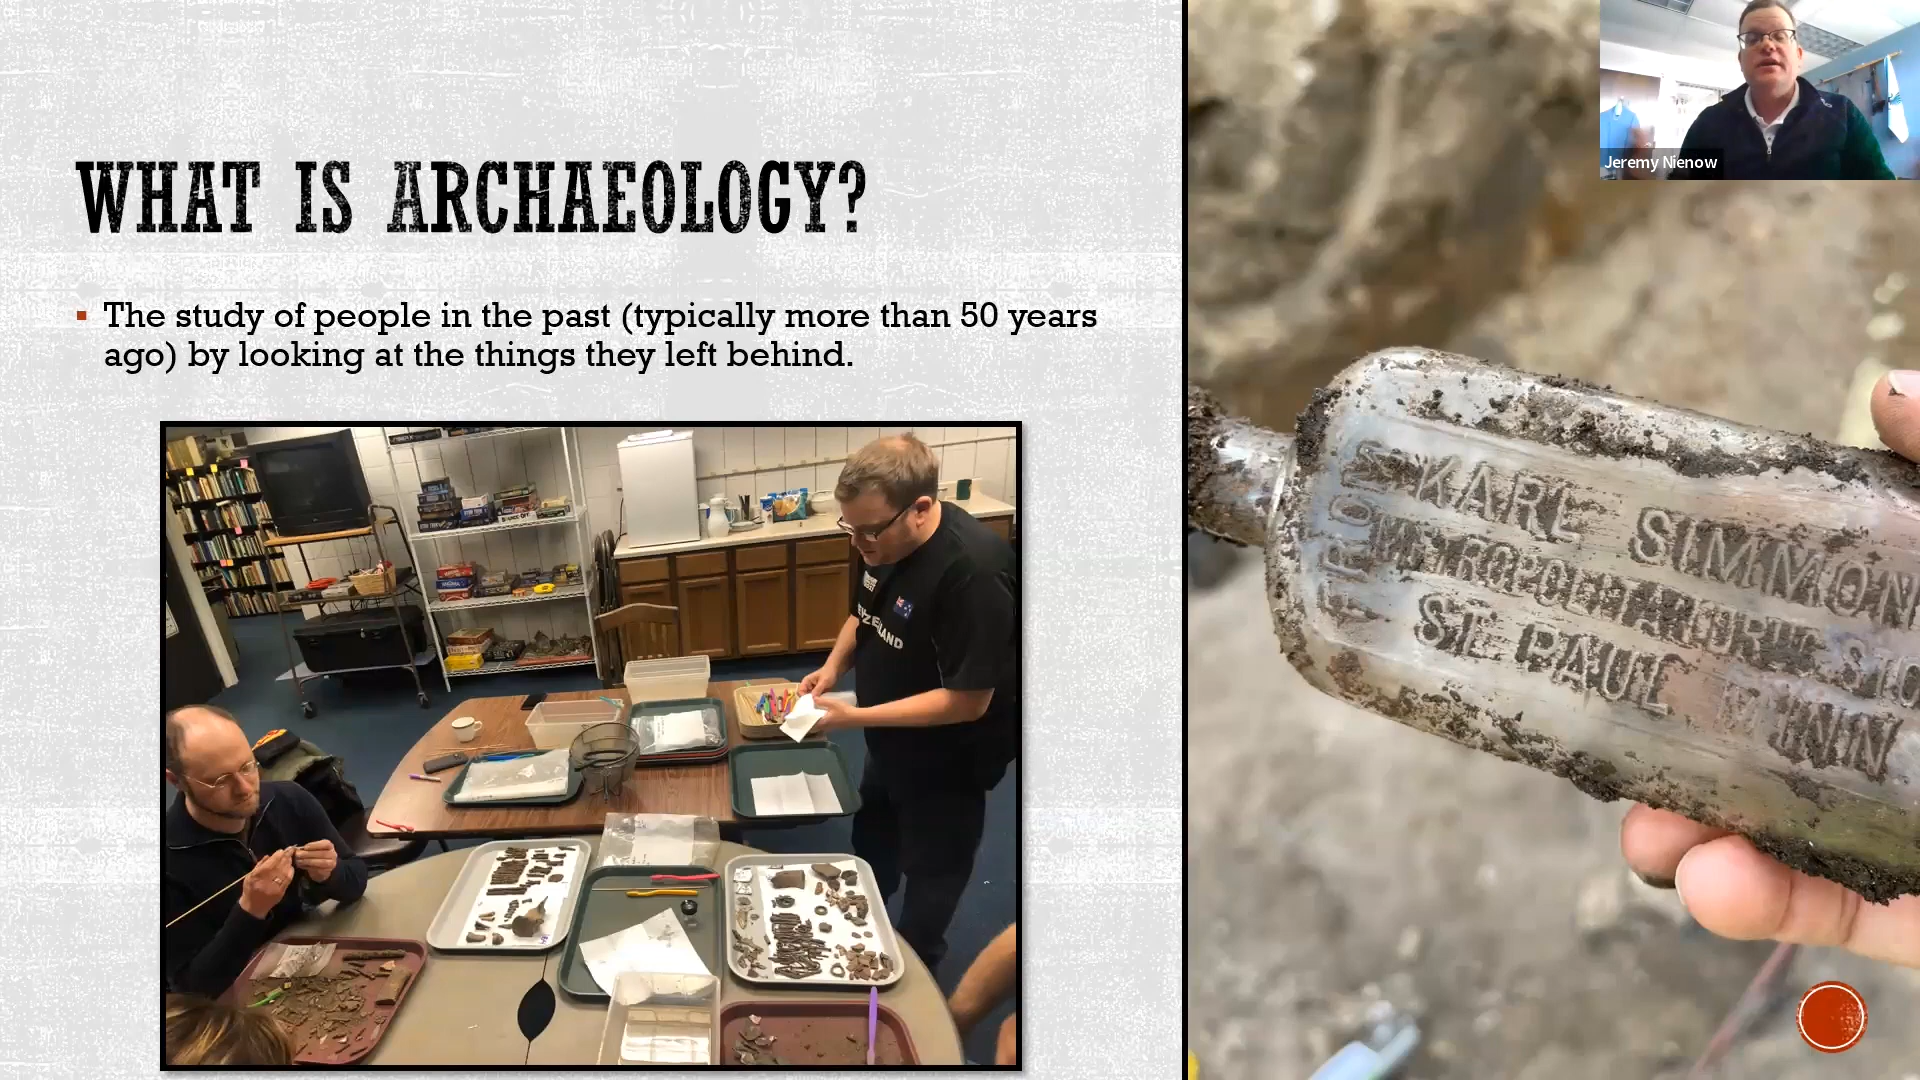 WHAT IS ARCHAEOLOGY?
The study of people in the past (typically more than 50 years
ago) by looking at the things they left behind.
Jeremy Nienow
FROM
KARL SIMMON
ST. PAUL MINN